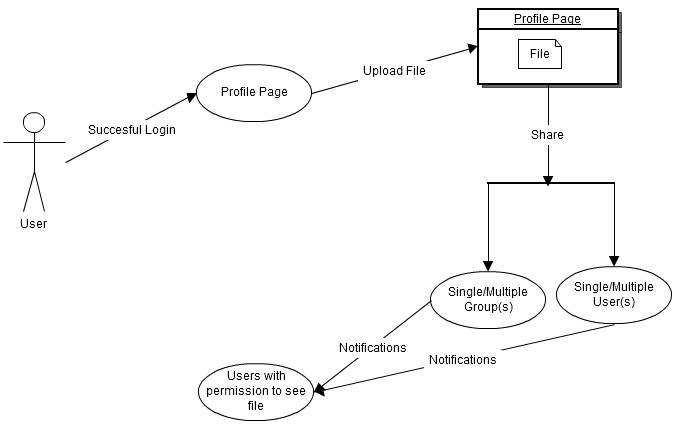 Profile Page
File
Upload File
Profile Page
Succesful Login
User
Share
Single/Multiple
Group(s)
Single/Multiple
User(s)
Notifications
Notifications
Users with
permission to see
file